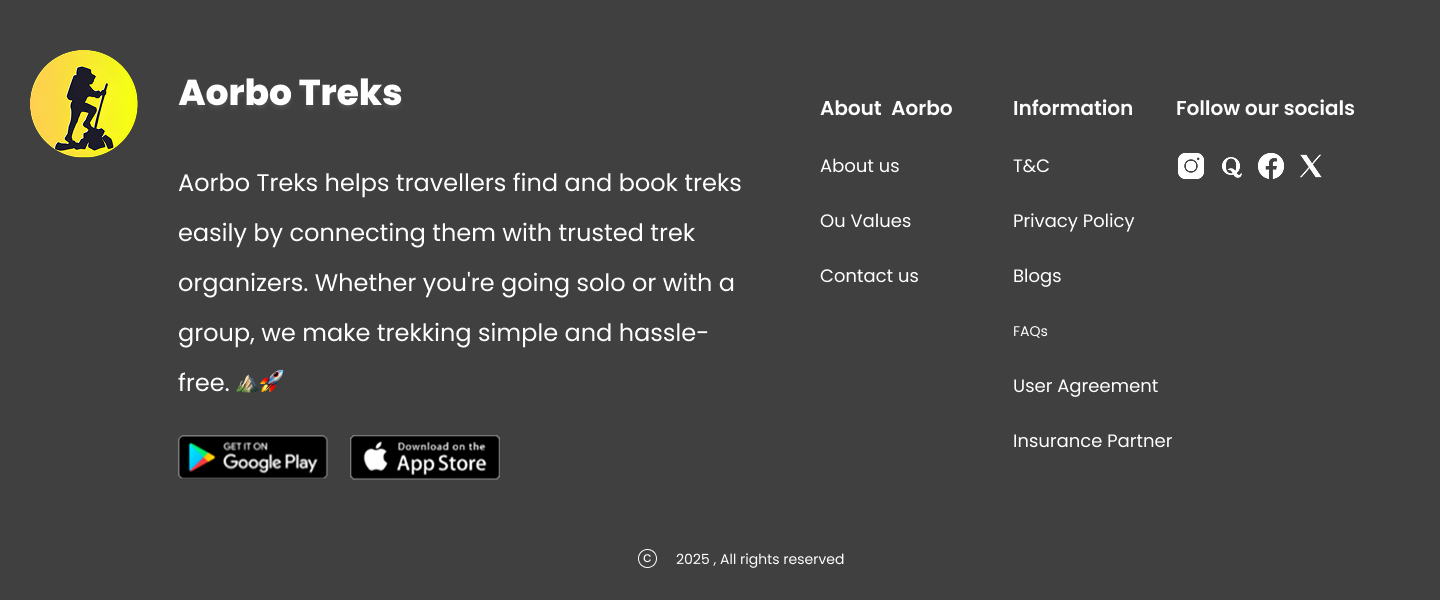 Aorbo Treks
Aorbo Treks helps travellers find and book treks
easily by connecting them with trusted trek
organizers. Whether you're going solo or with a
group, we make trekking simple and hassle-
free. ⛰️🚀
GET IT ON
Google Play
Download on the
App Store
About  Aorbo
About us
Ou Values
Contact us
Information
T&C
Privacy Policy
Blogs
FAQs
User Agreement
Insurance Partner
Follow our socials
© 2025 , All rights reserved